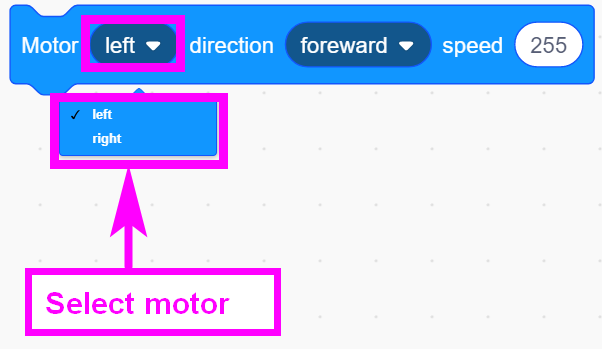 Motor left direction foreward speed 255
✓ left
right
Select motor